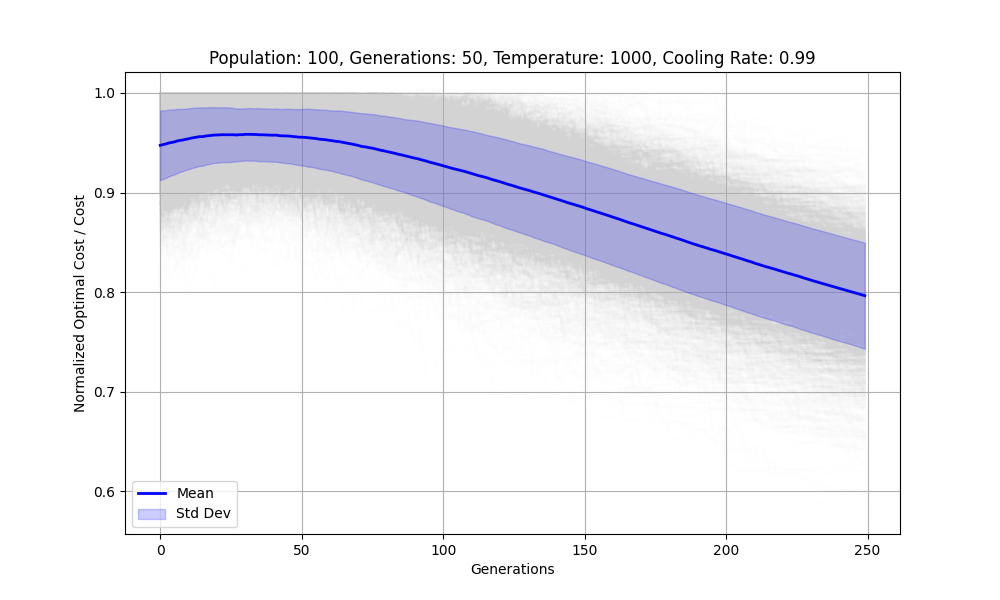 Population: 100, Generations: 50, Temperature: 1000, Cooling Rate: 0.99
Normalized Optimal Cost / Cost
1.0
0.9
0.8
0.7
0.6
Mean
Std Dev
0 50 100 150 200 250
Generations